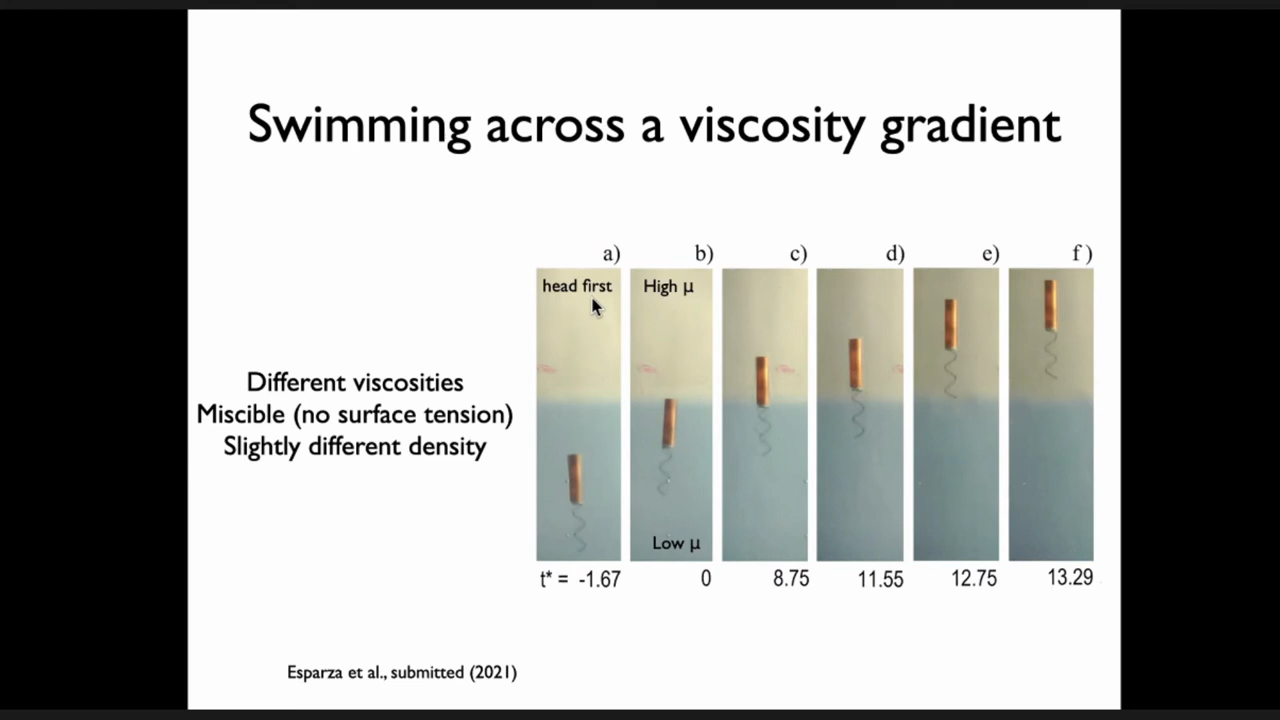 Swimming across a viscosity gradient
a) b) c) d) e) f )
head first High μ
Different viscosities
Miscible (no surface tension)
Slightly different density
Low μ
t* = -1.67 0 8.75 11.55 12.75 13.29
Esparza et al., submitted (2021)